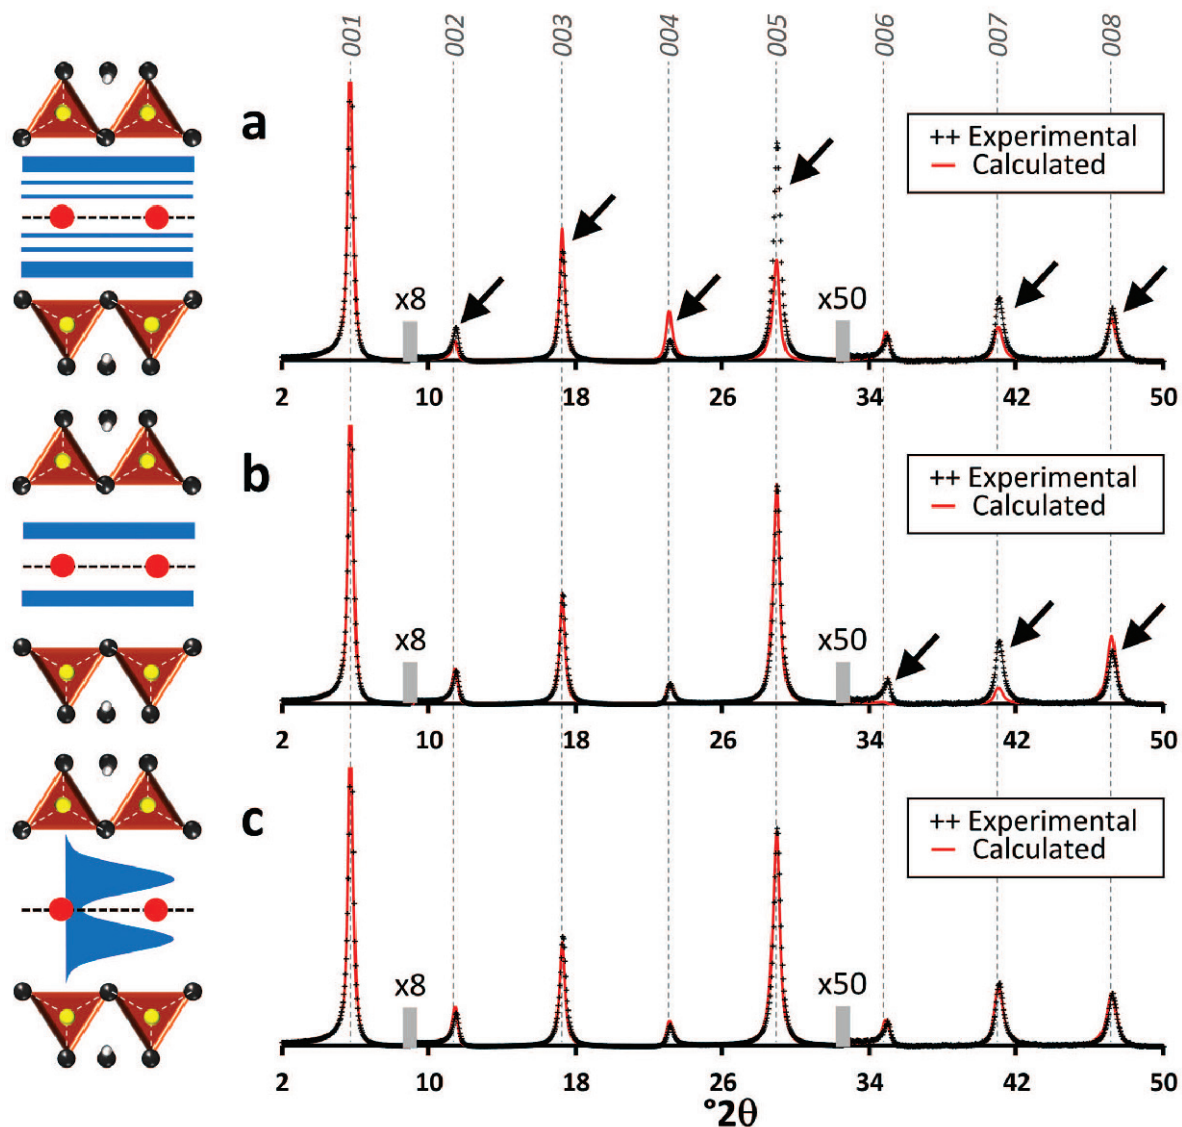 001 002 003 004 005 006 007 008
a
++ Experimental
— Calculated
x8
x50
2 10 18 26 34 42 50
b
++ Experimental
— Calculated
x8
x50
2 10 18 26 34 42 50
c
++ Experimental
— Calculated
x8
x50
2 10 18 26 34 42 50
°2θ